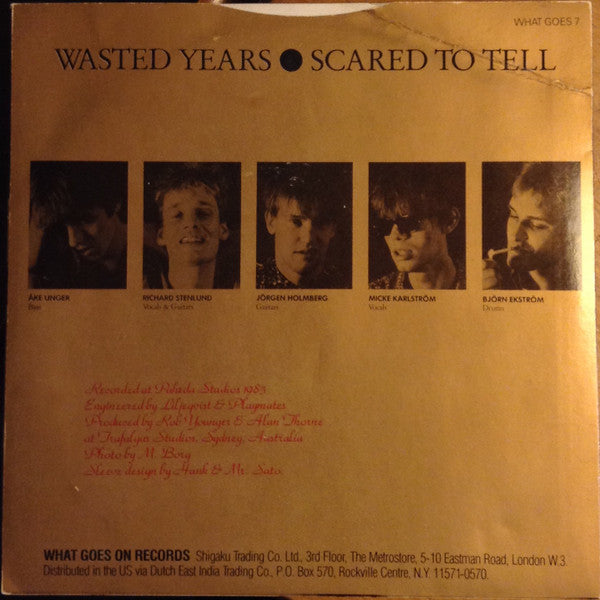 WHAT GOES 7
WASTED YEARS ● SCARED TO TELL
ÅKE UNGER
Bass
RICHARD STENLUND
Vocals & Guitars
JÖRGEN HOLMBERG
Guitars
MICKE KARLSTRÖM
Vocals
BJÖRN EKSTRÖM
Drums
Recorded at Studios 1983
Engineered by Liljeqvist & Playmates
Produced by Rob Younger & Alan Thorne
at Trafalgar Studios, Sydney, Australia
Photo by M. Borg
Sleeve design by Hank & Mr. Sato.
WHAT GOES ON RECORDS Shigaku Trading Co. Ltd., 3rd Floor, The Metrostore, 5-10 Eastman Road, London W.3.
Distributed in the US via Dutch East India Trading Co., P.O. Box 570, Rockville Centre, N.Y. 11571-0570.